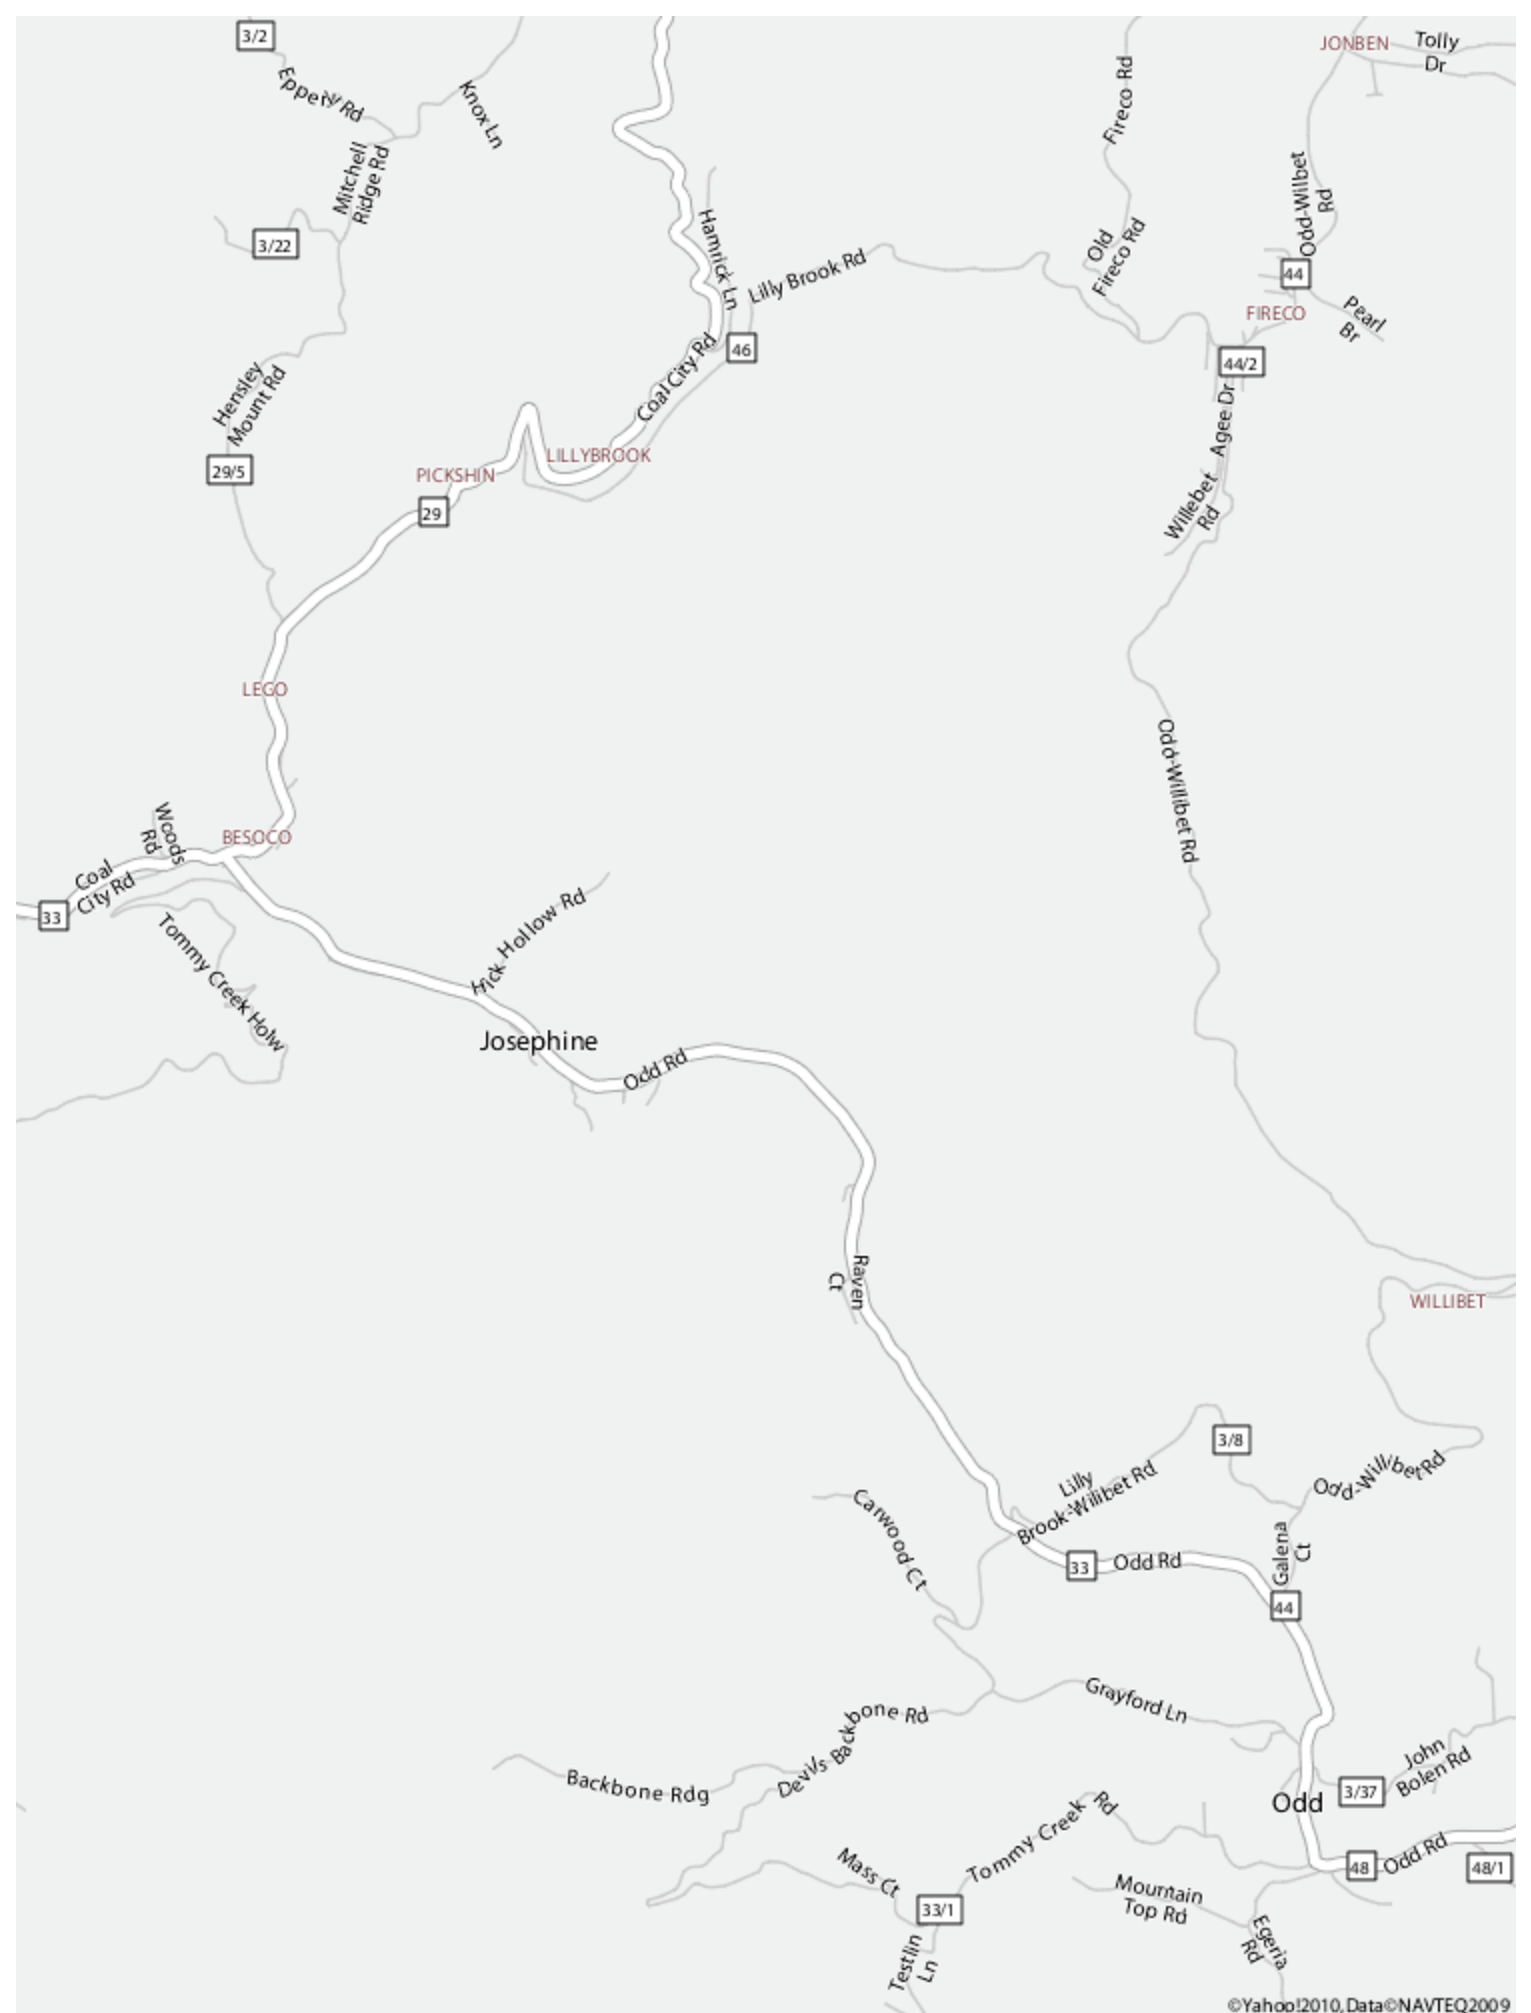 3/2
Eppery Rd
Knox Ln
Mitchell
Ridge Rd
3/22
Hensley
Mount Rd
29/5
Hamrick Ln
Lilly Brook Rd
46
Coal City Rd
LILLYBROOK
PICKSHIN
29
Fireco Rd
Old
Fireco Rd
JONBEN
Tolly
Dr
Odd-Wilbet
Rd
44
FIRECO
Pearl
Br
44/2
Agee Dr
Willebet
Rd
LEGO
Odd-Willibet Rd
Woods
Rd
BESOCO
Coal
City Rd
33
Tommy Creek Holw
Hick Hollow Rd
Josephine
Odd Rd
Raven
Ct
WILLIBET
3/8
Lilly
Brook-Wilibet Rd
Odd-Willibet Rd
Carwood Ct
33
Odd Rd
Galena
Ct
44
Grayford Ln
Devils Backbone Rd
Backbone Rdg
John
Bolen Rd
3/37
Odd
Tommy Creek Rd
Mass Ct
48
Odd Rd
48/1
33/1
Mountain
Top Rd
Testlin
Ln
Egeria
Rd
©Yahoo!2010, Data©NAVTEQ2009